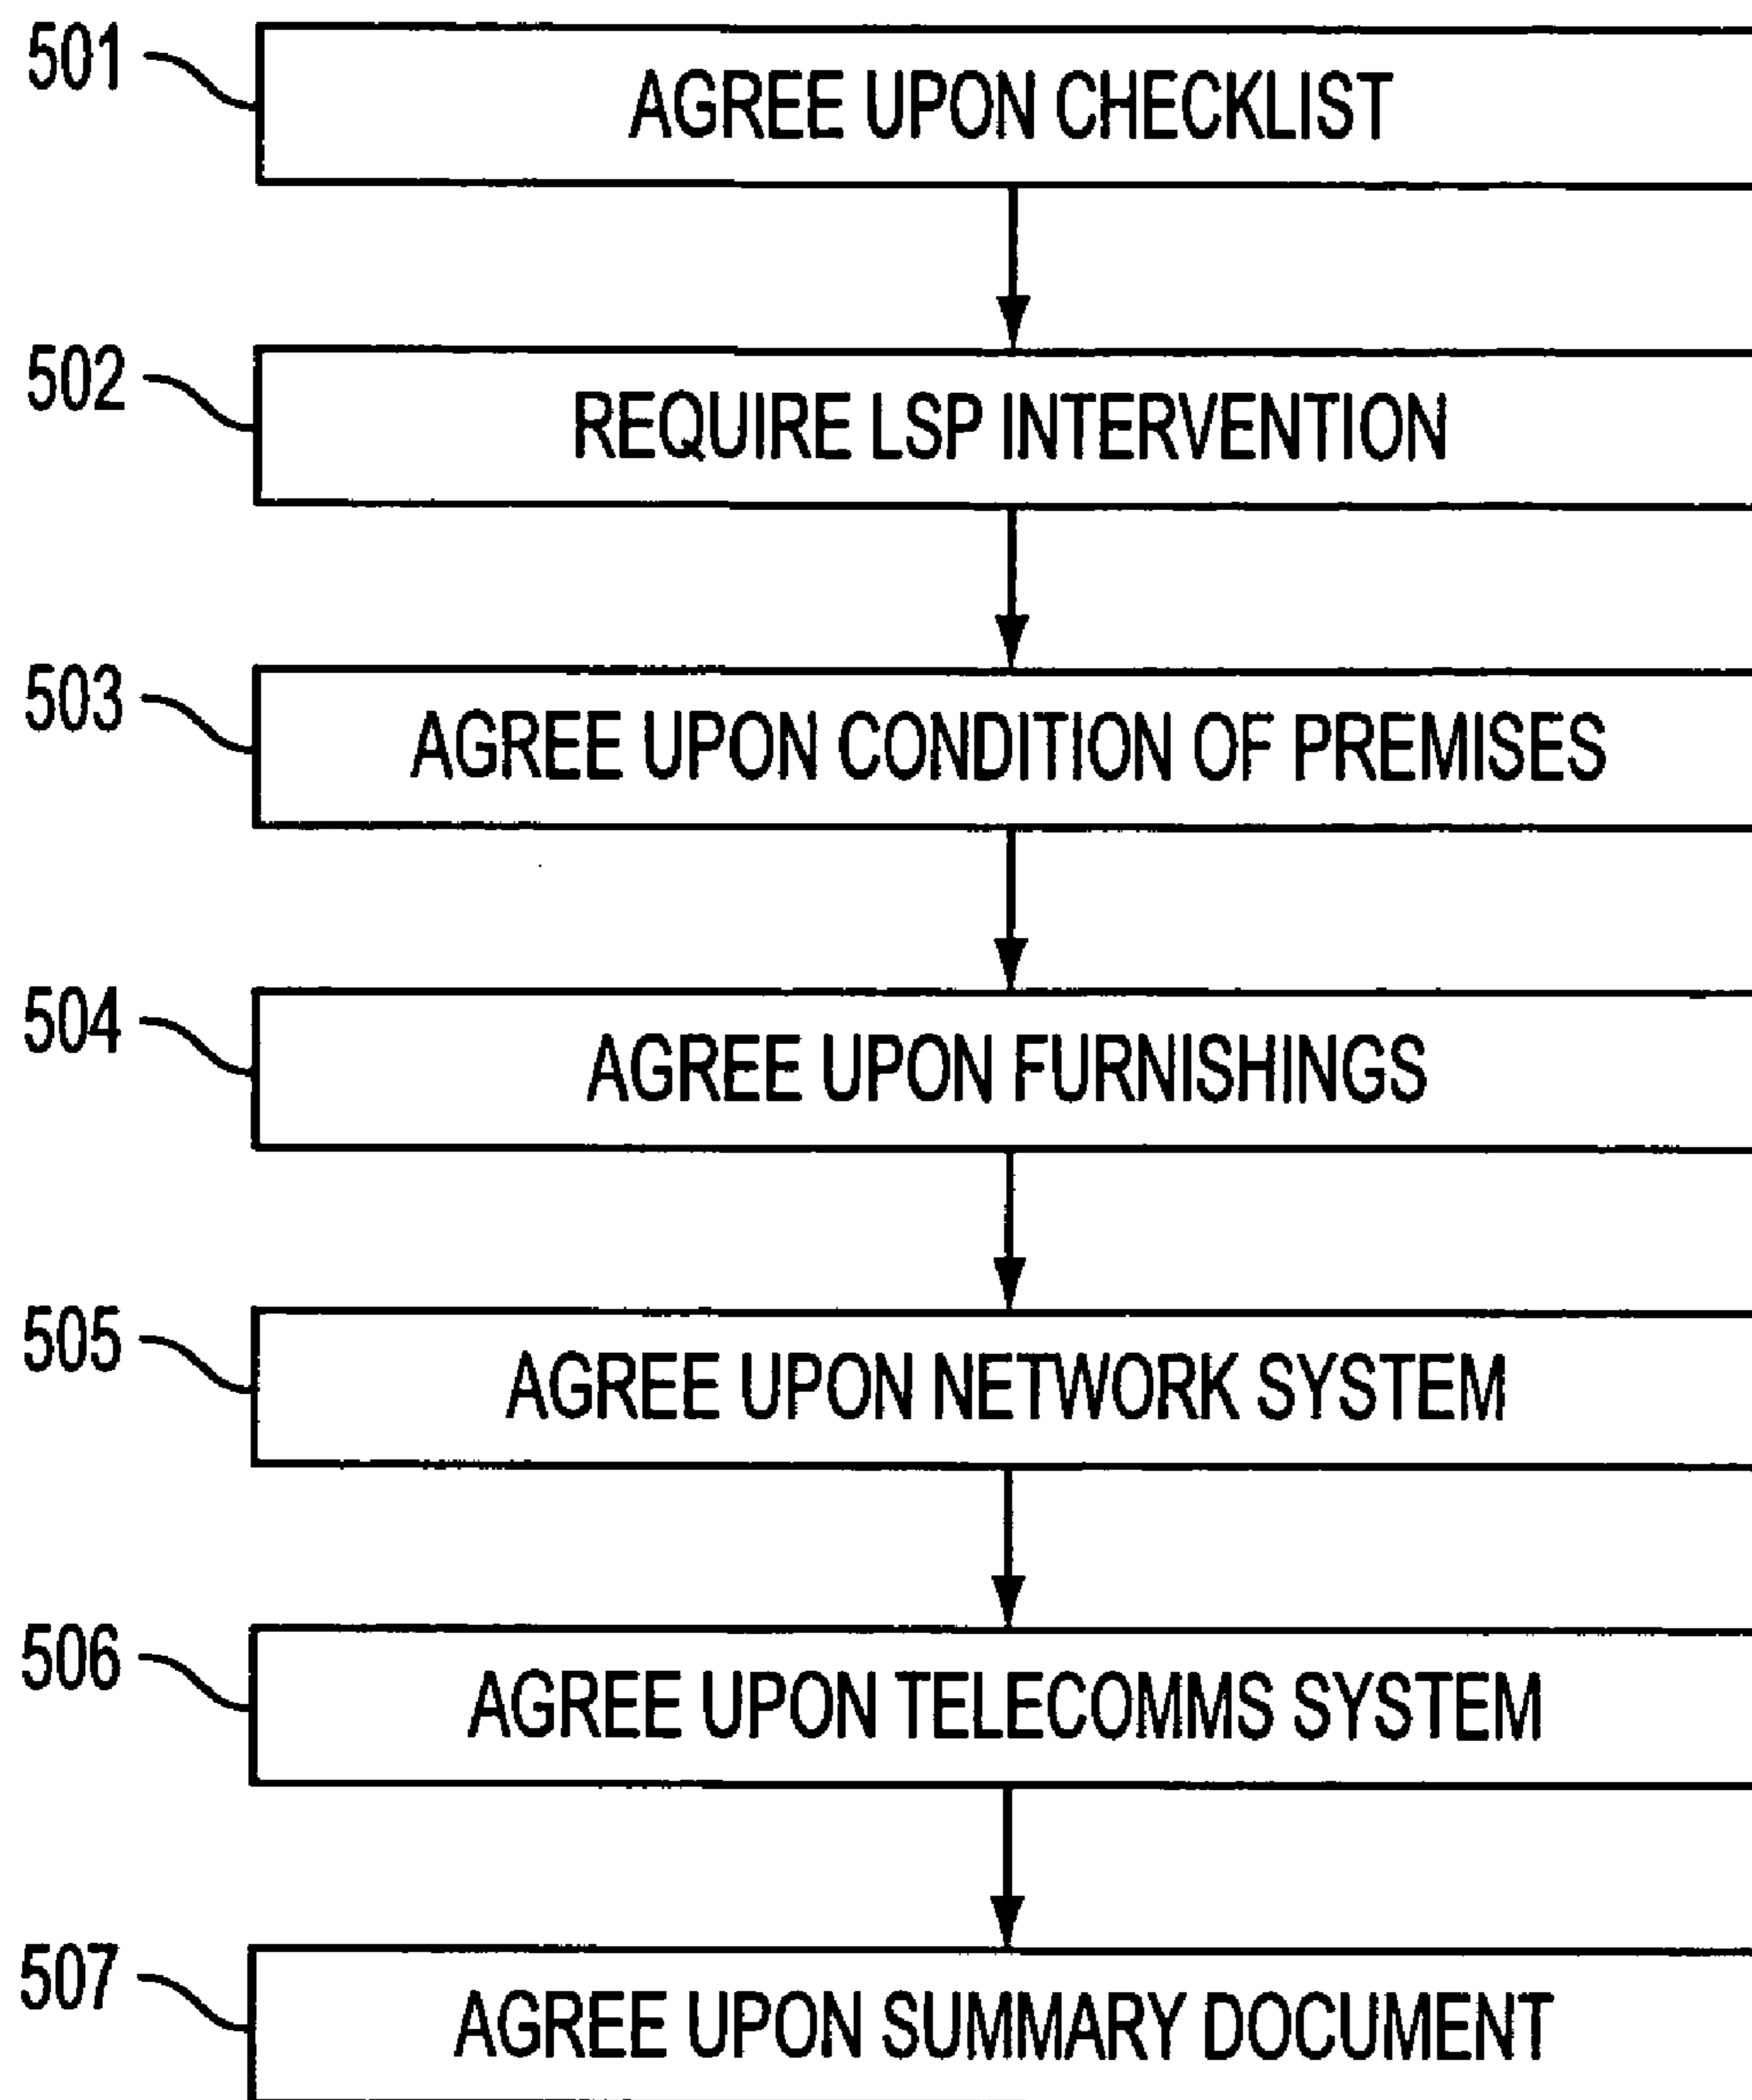 501 AGREE UPON CHECKLIST
502 REQUIRE LSP INTERVENTION
503 AGREE UPON CONDITION OF PREMISES
504 AGREE UPON FURNISHINGS
505 AGREE UPON NETWORK SYSTEM
506 AGREE UPON TELECOMMS SYSTEM
507 AGREE UPON SUMMARY DOCUMENT